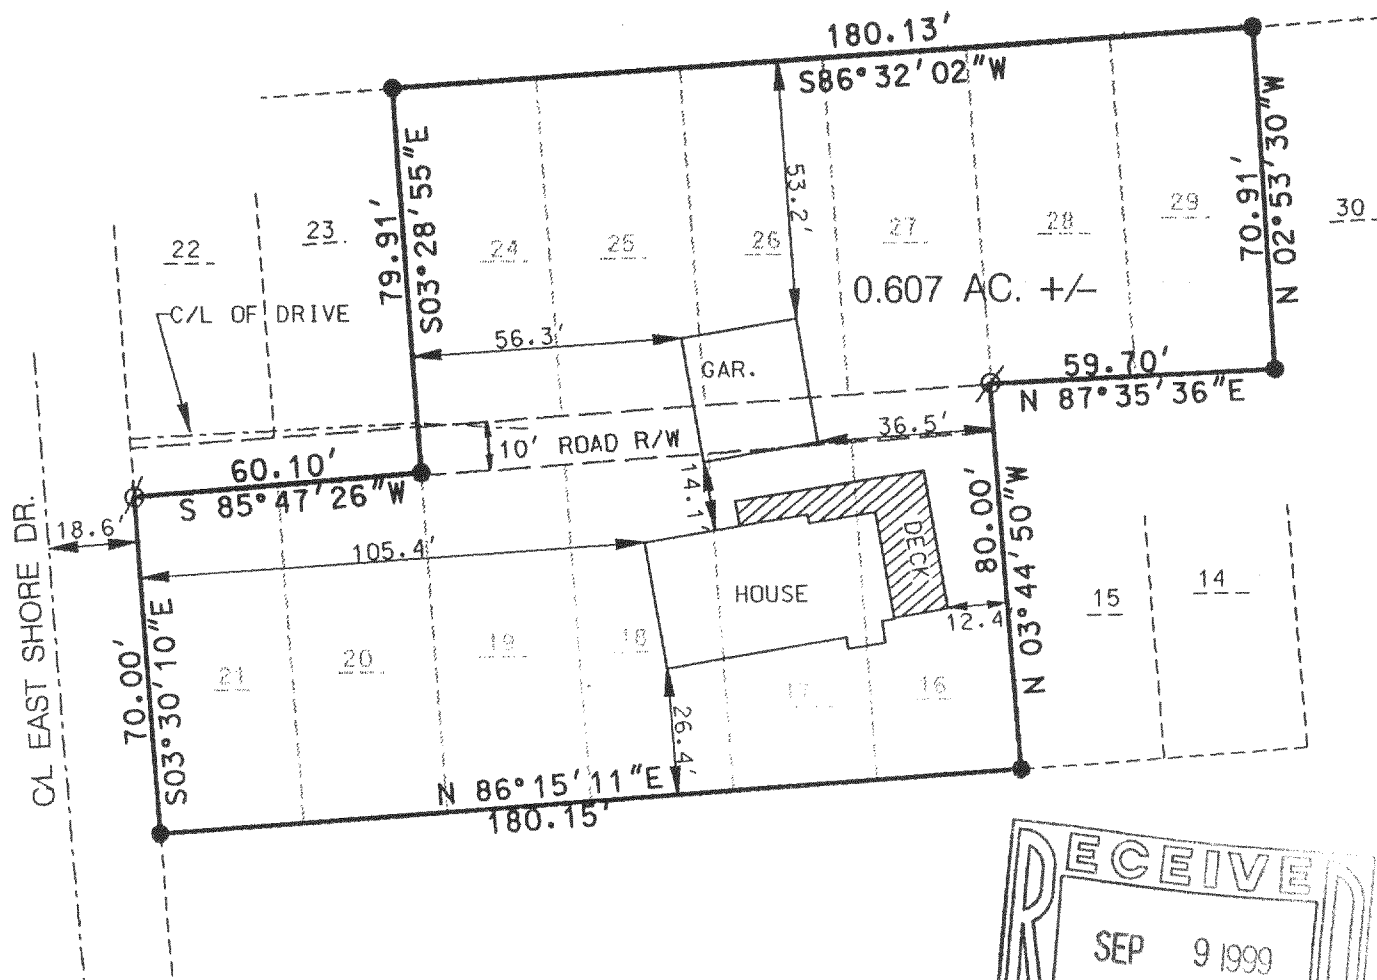 180.13'
S86°32'02"W
79.91'
S03°28'55"E
53.2'
70.91'
N 02°53'30"W
22
23
24
25
26
27
28
29
30
0.607 AC. +/-
C/L OF DRIVE
56.3'
GAR.
59.70'
N 87°35'36"E
36.5'
10' ROAD R/W
60.10'
S 85°47'26"W
14.1'
18.6'
105.4'
DECK
HOUSE
12.4
80.00'
N 03°44'50"W
C/L EAST SHORE DR.
70.00'
S03°30'10"E
21
20
19
18
17
16
15
14
26.4'
N 86°15'11"E
180.15'
RECEIVED
SEP 9 1999